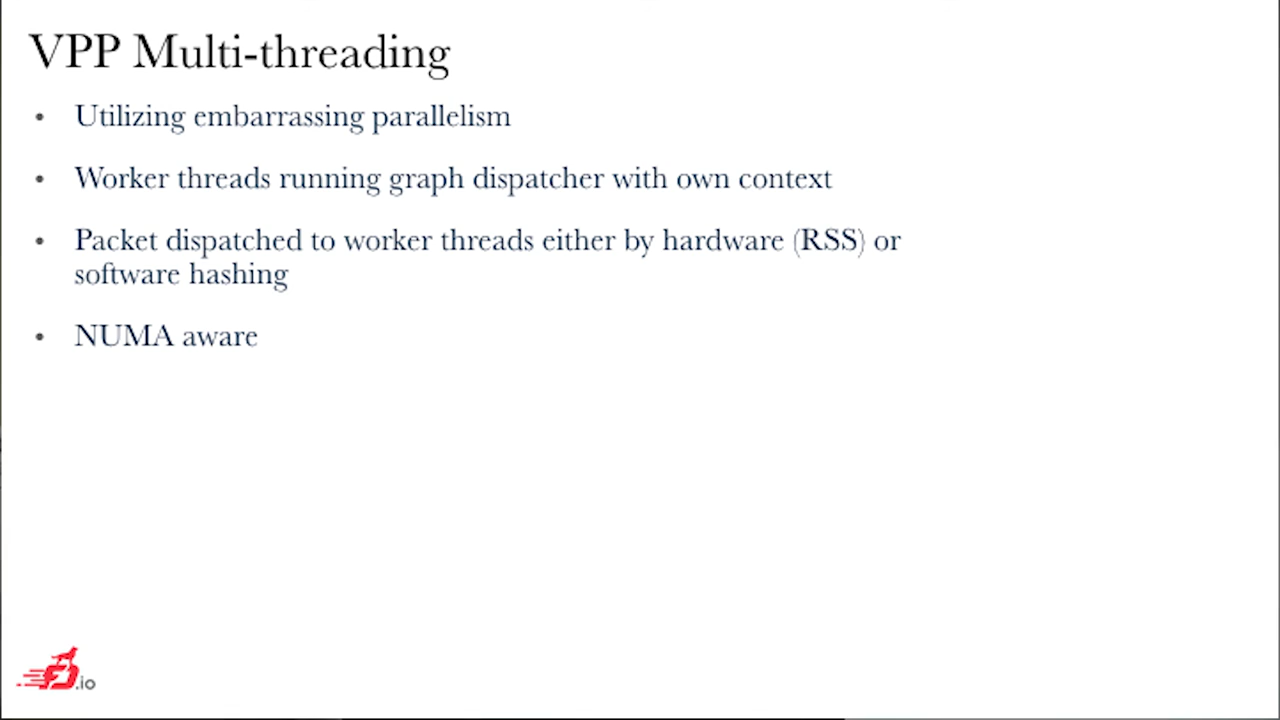 VPP Multi-threading
• Utilizing embarrassing parallelism
• Worker threads running graph dispatcher with own context
• Packet dispatched to worker threads either by hardware (RSS) or
software hashing
• NUMA aware
.io